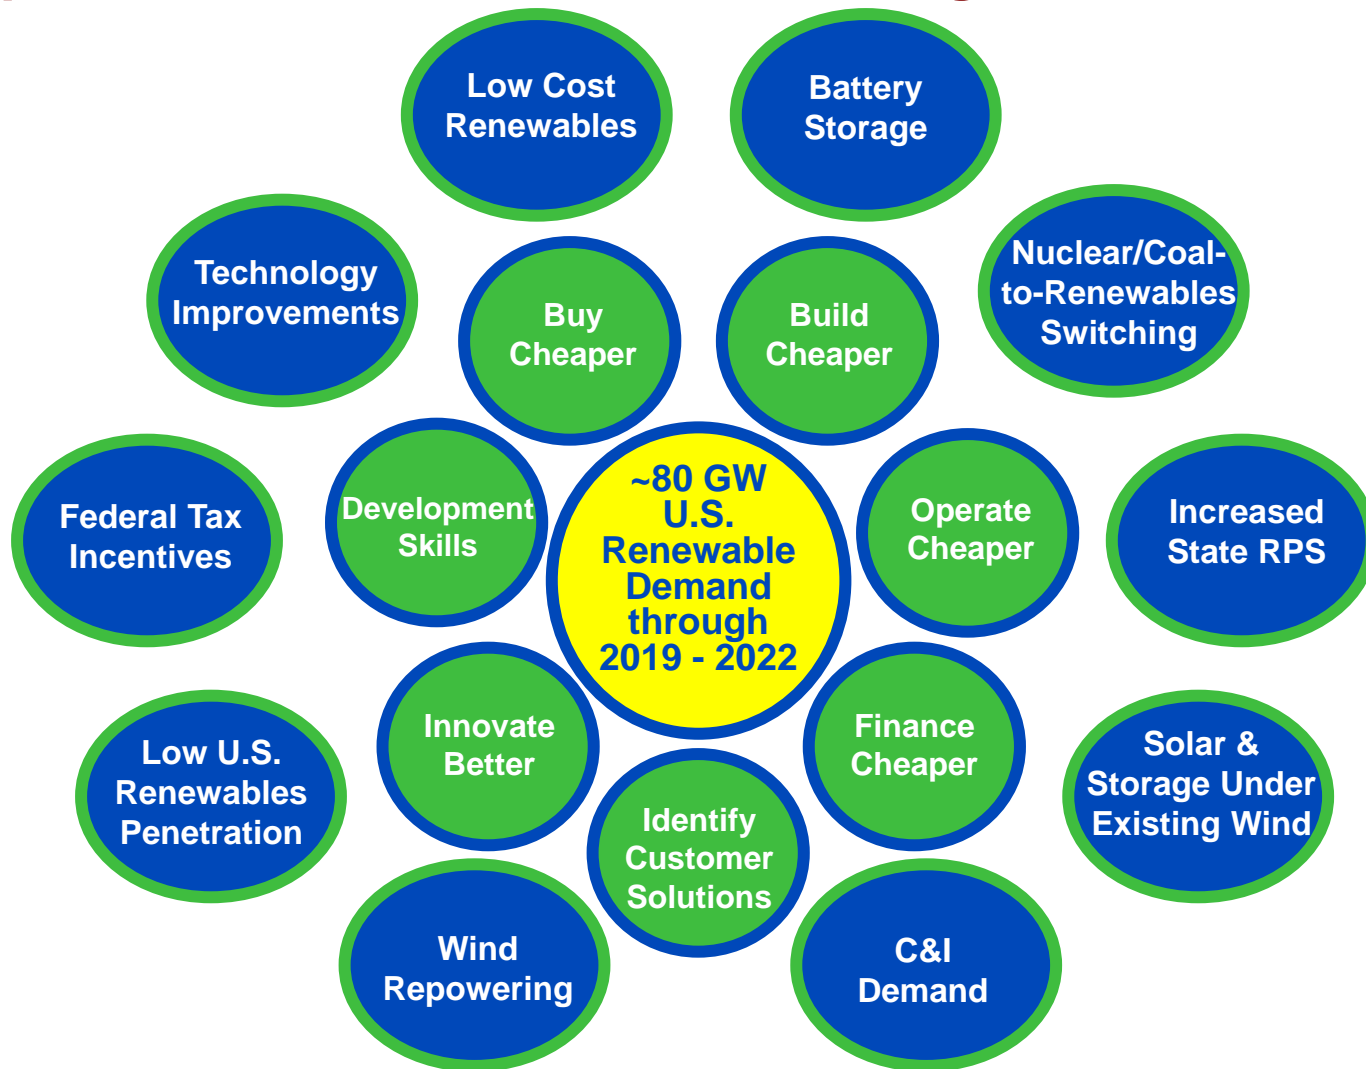 Low Cost
Renewables
Battery
Storage
Technology
Improvements
Nuclear/Coal-
to-Renewables
Switching
Buy
Cheaper
Build
Cheaper
Federal Tax
Incentives
Development
Skills
~80 GW
U.S.
Renewable
Demand
through
2019 - 2022
Operate
Cheaper
Increased
State RPS
Low U.S.
Renewables
Penetration
Innovate
Better
Finance
Cheaper
Solar &
Storage Under
Existing Wind
Identify
Customer
Solutions
Wind
Repowering
C&I
Demand